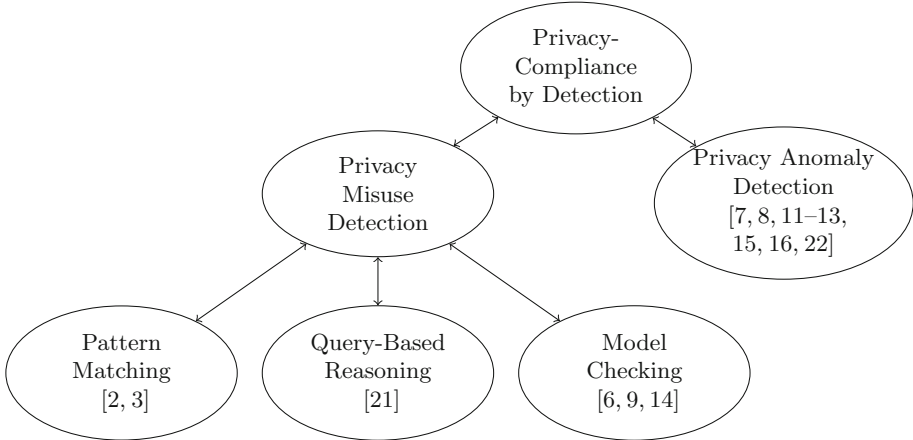 Privacy-
Compliance
by Detection
Privacy
Misuse
Detection
Privacy Anomaly
Detection
[7, 8, 11–13,
15, 16, 22]
Pattern
Matching
[2, 3]
Query-Based
Reasoning
[21]
Model
Checking
[6, 9, 14]